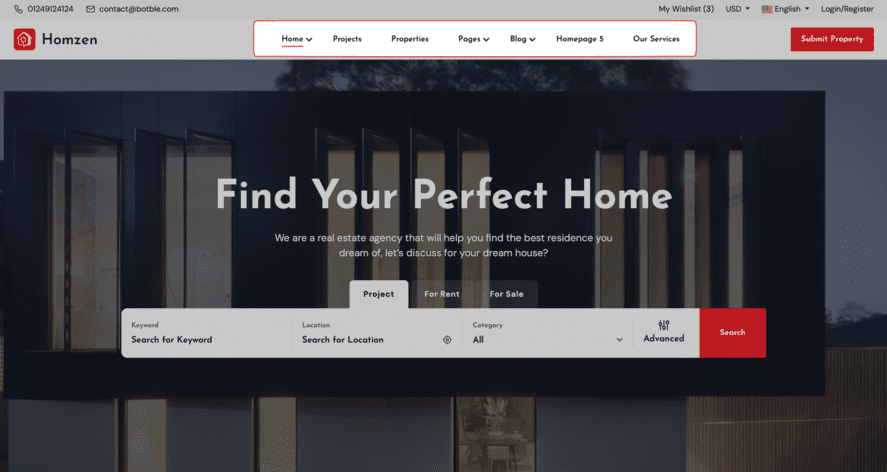 01249124124 contact@botble.com My Wishlist (3) USD English Login/Register
Homzen Home Projects Properties Pages Blog Homepage 5 Our Services Submit Property
Find Your Perfect Home
We are a real estate agency that will help you find the best residence you
dream of, let's discuss for your dream house?
Project For Rent For Sale
Keyword Location Category
Search for Keyword Search for Location All Advanced Search